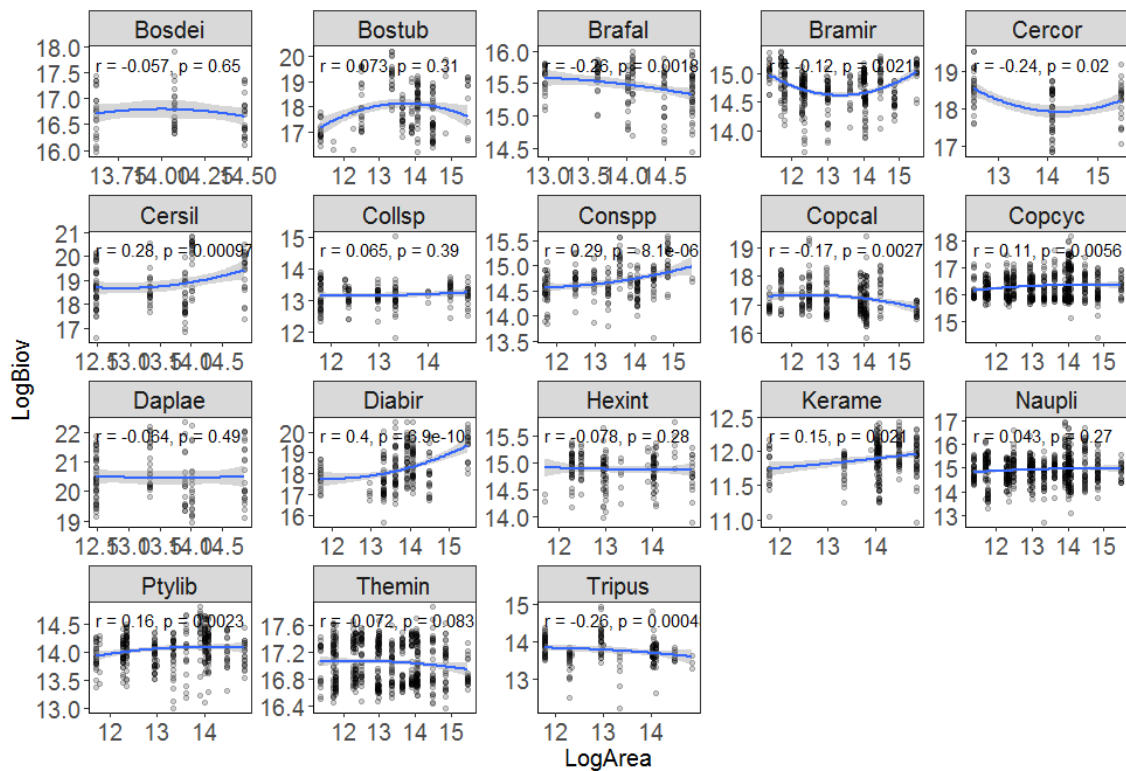 Bosdei
r = -0.057, p = 0.65
18.0
17.5
17.0
16.5
16.0
13.75 14.00 14.25 14.50
Bostub
r = 0.073, p = 0.31
20
19
18
17
12 13 14 15
Brafal
r = -0.26, p = 0.0018
16.0
15.5
15.0
14.5
13.0 13.5 14.0 14.5
Bramir
r = -0.12, p = 0.021
15.0
14.5
14.0
12 13 14 15
Cercor
r = -0.24, p = 0.02
19
18
17
13 14 15
Cersil
r = 0.28, p = 0.00097
21
20
19
18
17
12.5 13.0 13.5 14.0 14.5
Collsp
r = 0.065, p = 0.39
15
14
13
12
12 13 14
Conspp
r = 0.29, p = 8.1e-06
15.5
15.0
14.5
14.0
13.5
12 13 14 15
Copcal
r = -0.17, p = 0.0027
19
18
17
16
12 13 14 15
Copcyc
r = 0.11, p = 0.0056
18
17
16
15
12 13 14 15
LogBiov
Daplae
r = -0.064, p = 0.49
22
21
20
19
12.5 13.0 13.5 14.0 14.5
Diabir
r = 0.4, p = 6.9e-10
20
19
18
17
16
12 13 14 15
Hexint
r = -0.078, p = 0.28
15.5
15.0
14.5
14.0
12 13 14
Kerame
r = 0.15, p = 0.021
12.5
12.0
11.5
11.0
12 13 14
Naupli
r = 0.043, p = 0.27
17
16
15
14
13
12 13 14 15
Ptylib
r = 0.16, p = 0.0023
14.5
14.0
13.5
13.0
12 13 14
Themin
r = -0.072, p = 0.083
17.6
17.2
16.8
16.4
12 13 14 15
Tripus
r = -0.26, p = 0.0004
15
14
13
12 13 14
LogArea